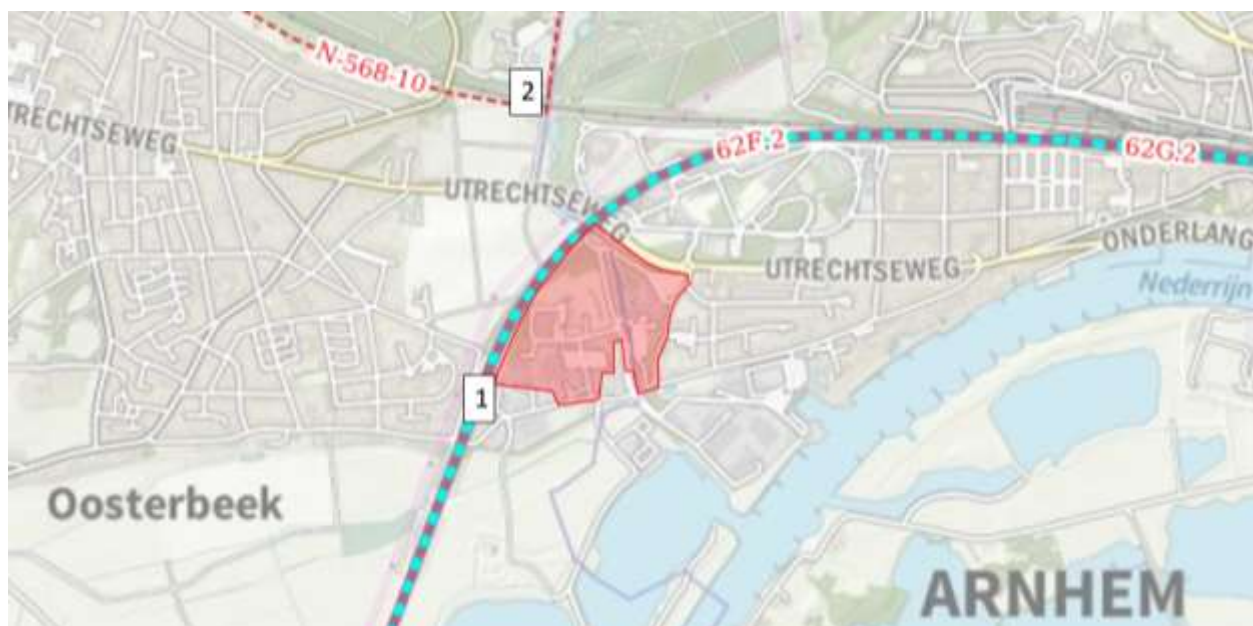 N-568-10
2
UTRECHTSEWEG
62F.2
62G.2
UTRECHTSEWEG
ONDERLANG
UTRECHTSEWEG
Nederrijn
1
Oosterbeek
ARNHEM